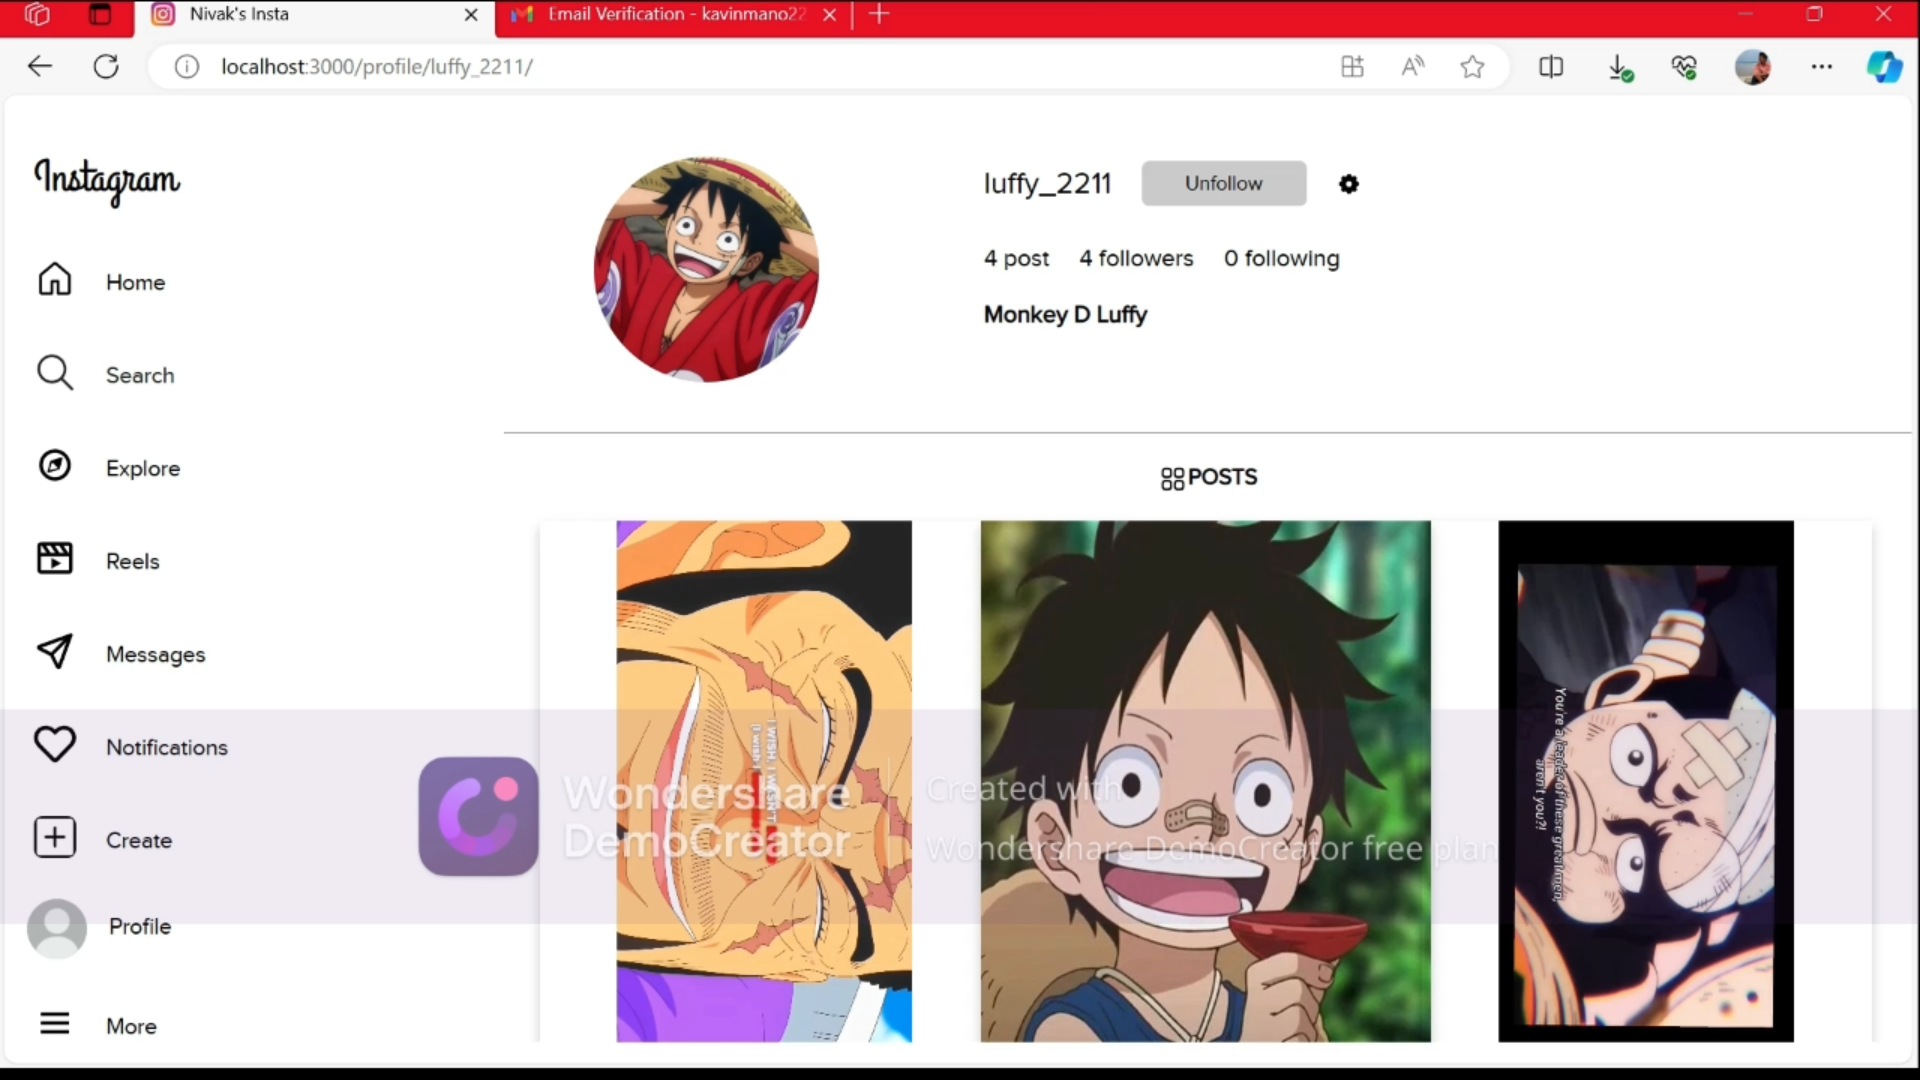 Nivak's Insta
Email Verification - kavinmano22
localhost:3000/profile/luffy_2211/
Instagram
luffy_2211
Unfollow
4 post
4 followers
0 following
Monkey D Luffy
Home
Search
Explore
Reels
Messages
Notifications
Create
Profile
More
POSTS
I WISH, I WASN'T
(I wish I
You're a leader of these great men,
aren't you?!
Wondershare
DemoCreator
Created with
Wondershare DemoCreator free plan